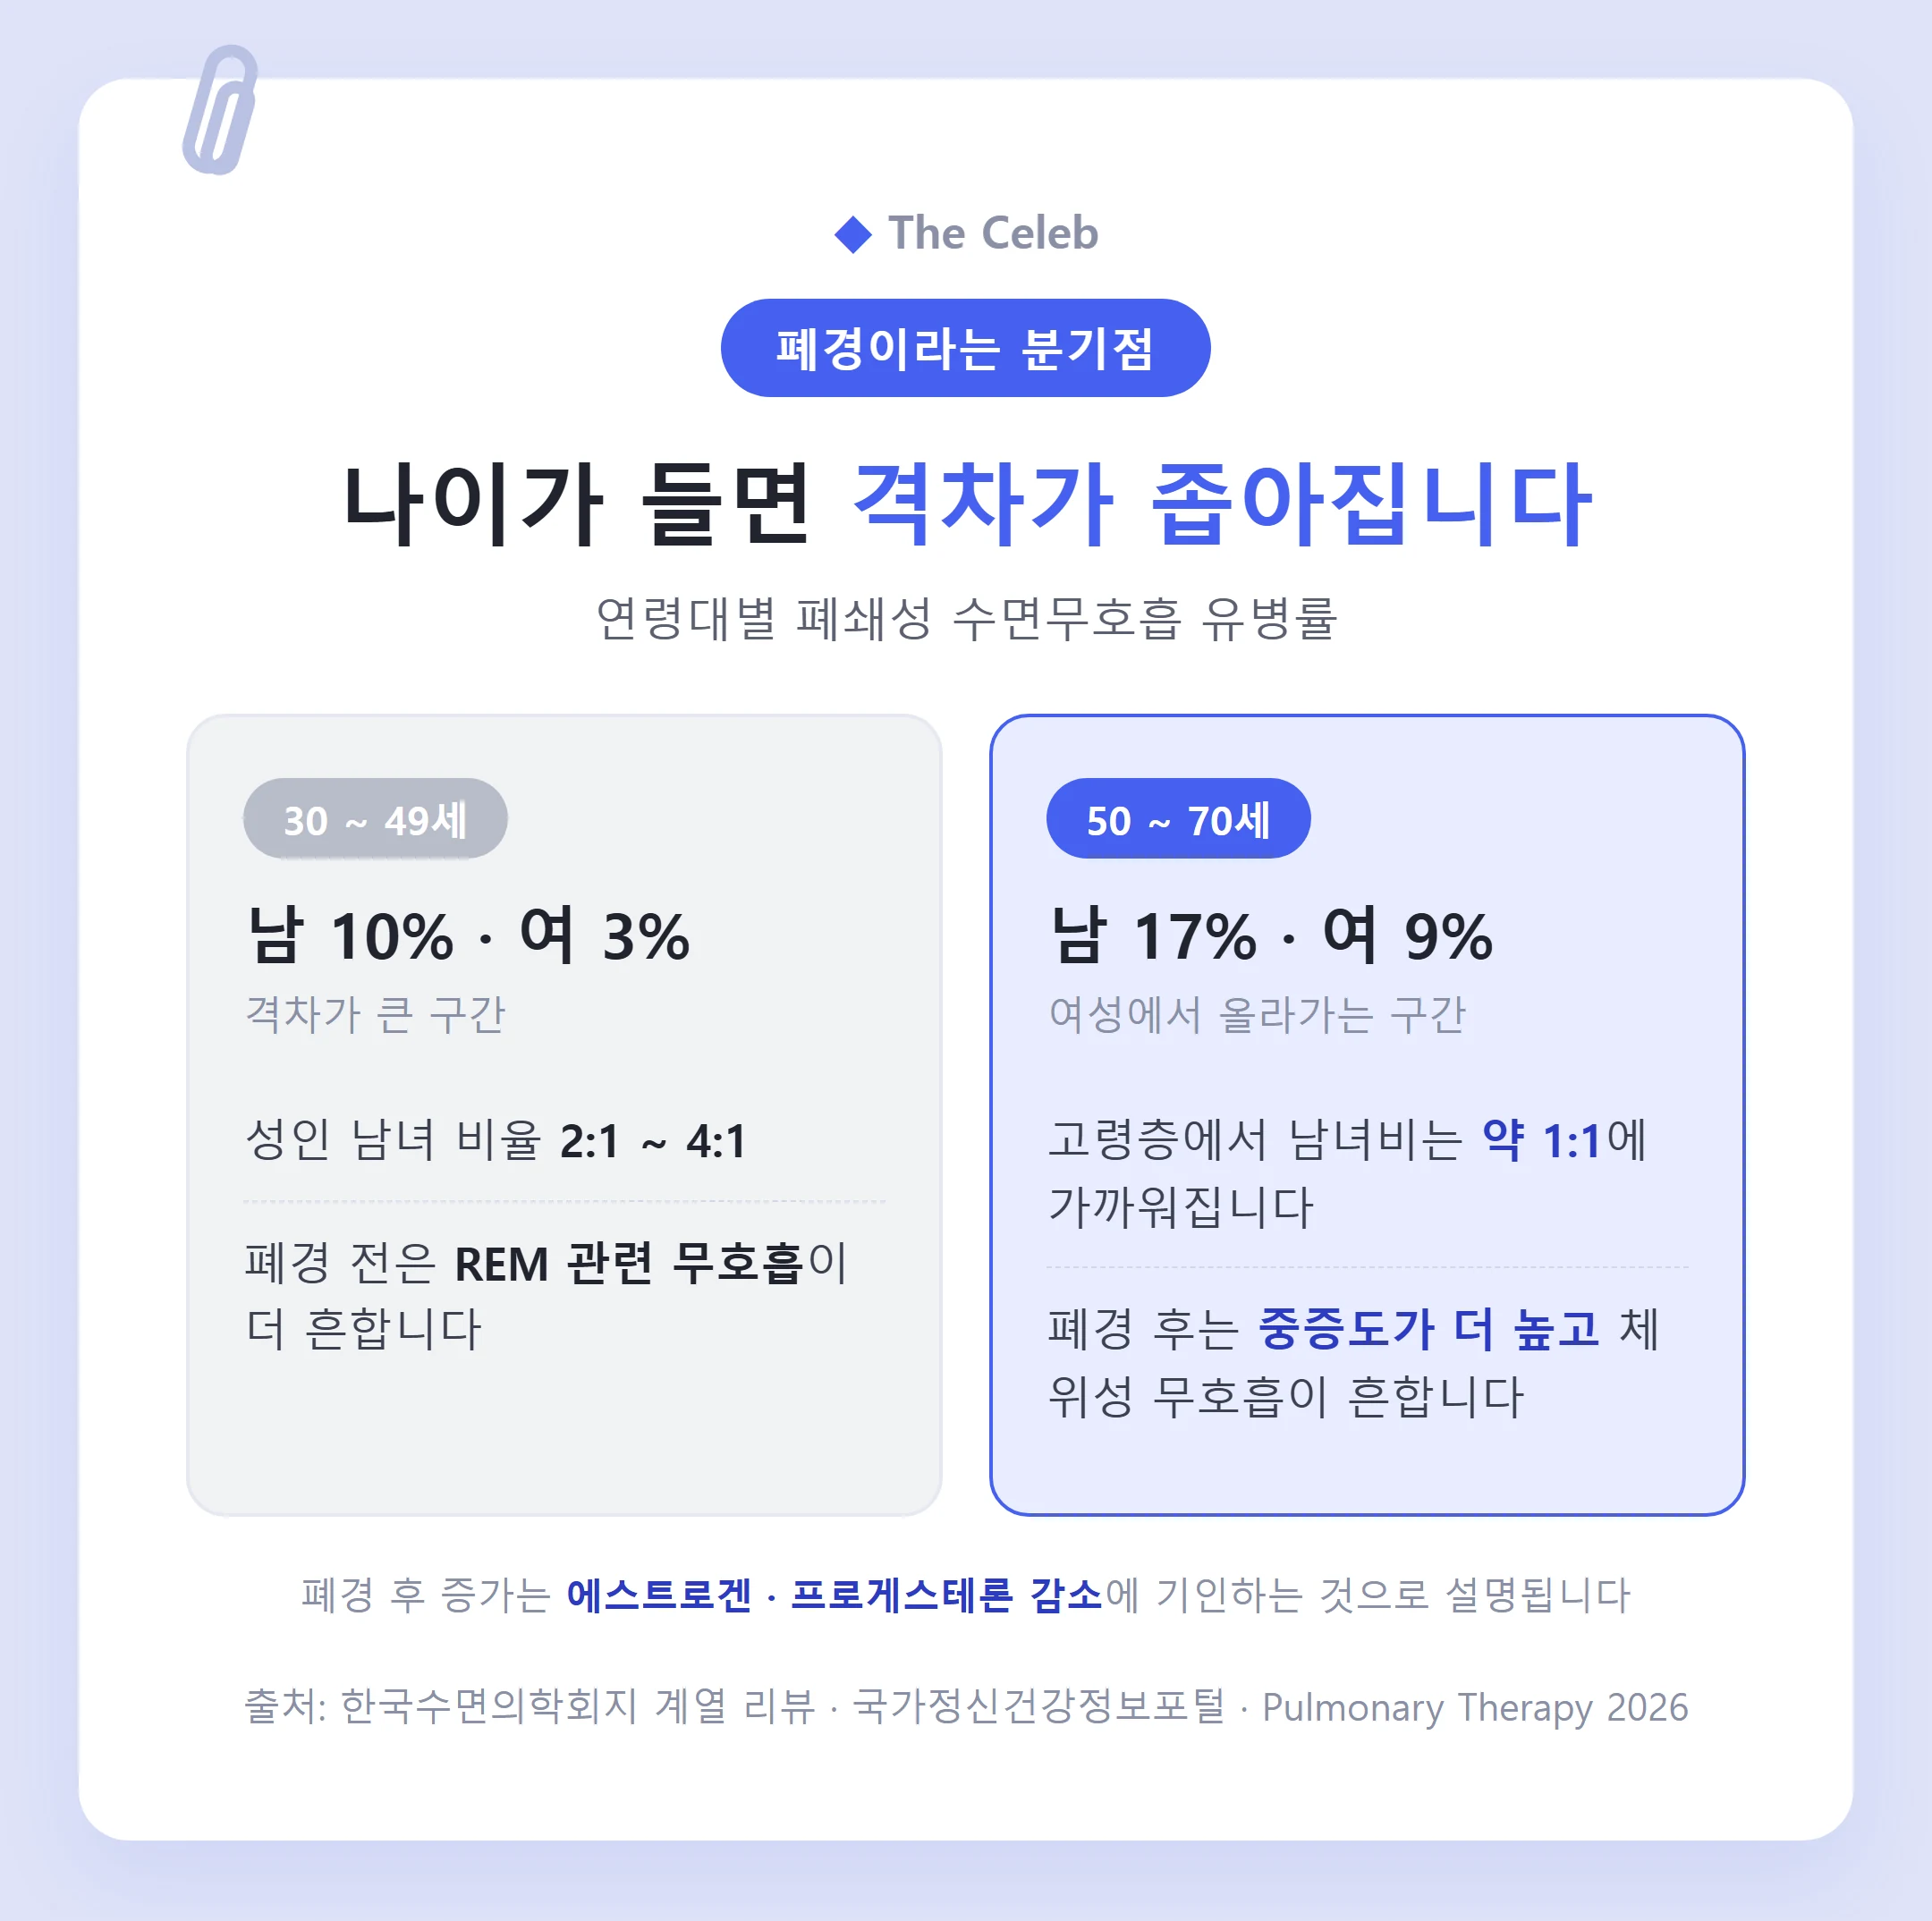 The Celeb
폐경이라는 분기점
나이가 들면 격차가 좁아집니다
연령대별 폐쇄성 수면무호흡 유병률
30 ~ 49세
남 10% · 여 3%
격차가 큰 구간
성인 남녀 비율 2:1 ~ 4:1
폐경 전은 REM 관련 무호흡이
더 흔합니다
50 ~ 70세
남 17% · 여 9%
여성에서 올라가는 구간
고령층에서 남녀비는 약 1:1에
가까워집니다
폐경 후는 중증도가 더 높고 체
위성 무호흡이 흔합니다
폐경 후 증가는 에스트로겐 · 프로게스테론 감소에 기인하는 것으로 설명됩니다
출처: 한국수면의학회지 계열 리뷰 · 국가정신건강정보포털 · Pulmonary Therapy 2026